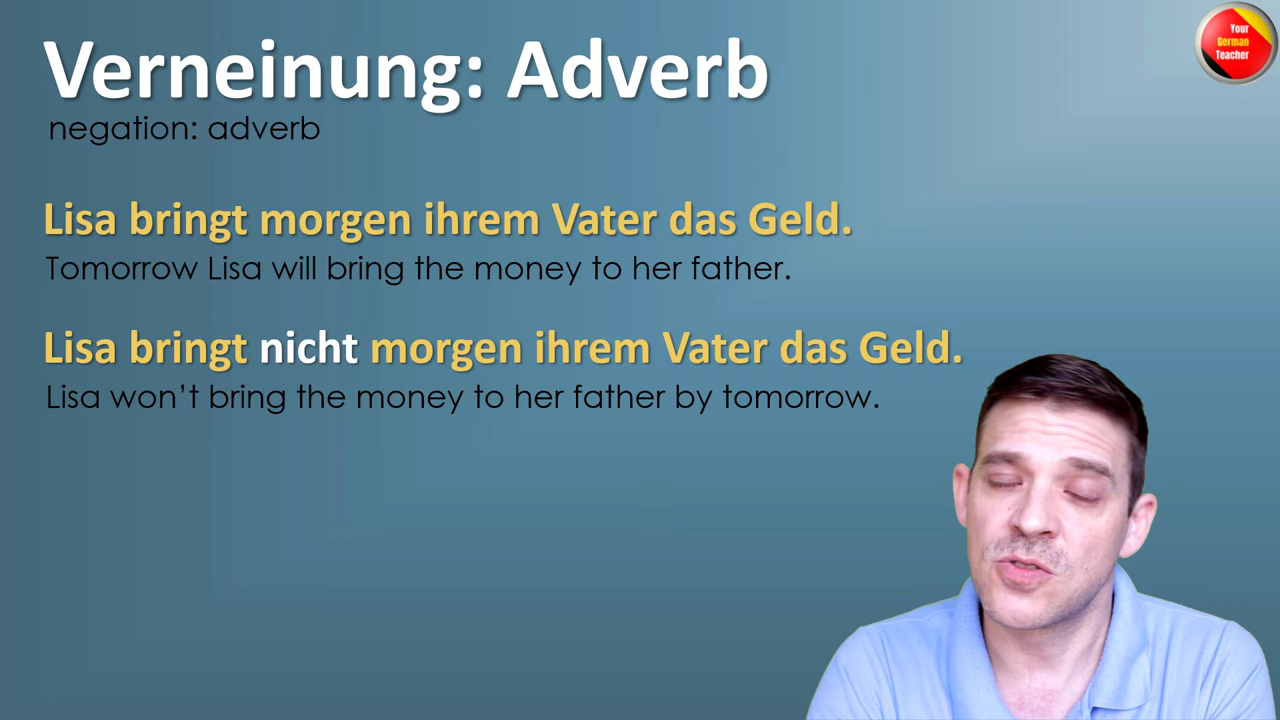 Verneinung: Adverb
negation: adverb
Your
German
Teacher
Lisa bringt morgen ihrem Vater das Geld.
Tomorrow Lisa will bring the money to her father.
Lisa bringt nicht morgen ihrem Vater das Geld.
Lisa won’t bring the money to her father by tomorrow.